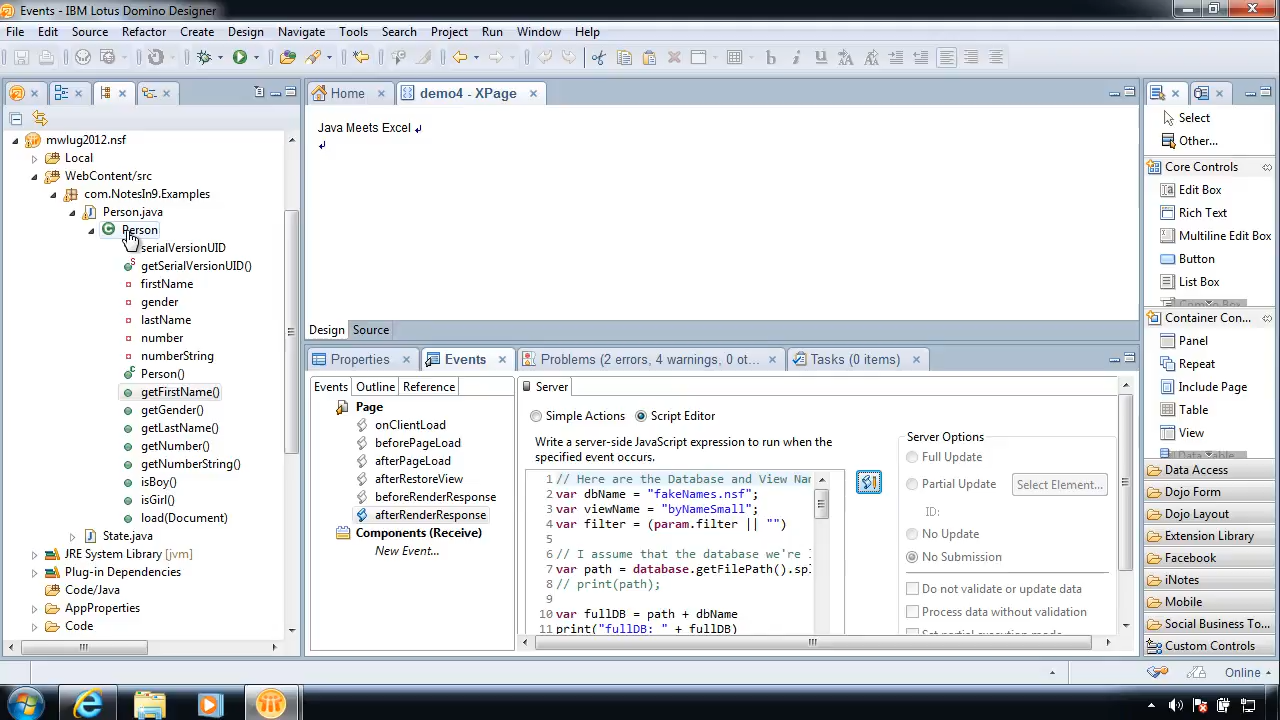 Events - IBM Lotus Domino Designer
File Edit Source Refactor Create Design Navigate Tools Search Project Run Window Help
Home
demo4 - XPage
mwlug2012.nsf
Local
WebContent/src
com.NotesIn9.Examples
Person.java
Person
serialVersionUID
getSerialVersionUID()
firstName
gender
lastName
number
numberString
Person()
getFirstName()
getGender()
getLastName()
getNumber()
getNumberString()
isBoy()
isGirl()
load(Document)
State.java
JRE System Library [jvm]
Plug-in Dependencies
Code/Java
AppProperties
Code
Java Meets Excel
Design Source
Properties
Events
Problems (2 errors, 4 warnings, 0 ot...
Tasks (0 items)
Events Outline Reference
Page
onClientLoad
beforePageLoad
afterPageLoad
afterRestoreView
beforeRenderResponse
afterRenderResponse
Components (Receive)
New Event...
Server
Simple Actions Script Editor
Write a server-side JavaScript expression to run when the
specified event occurs.
1 // Here are the Database and View Nam
2 var dbName = "fakeNames.nsf";
3 var viewName = "byNameSmall";
4 var filter = (param.filter || "")
5
6 // I assume that the database we're l
7 var path = database.getFilePath().spl
8 // print(path);
9
10 var fullDB = path + dbName
11 print("fullDB: " + fullDB)
Server Options
Full Update
Partial Update Select Element...
ID:
No Update
No Submission
Do not validate or update data
Process data without validation
Set partial execution mode
Select
Other...
Core Controls
Edit Box
Rich Text
Multiline Edit Box
Button
List Box
Combo Box
Container Con...
Panel
Repeat
Include Page
Table
View
Data Table
Data Access
Dojo Form
Dojo Layout
Extension Library
Facebook
iNotes
Mobile
Social Business To...
Custom Controls
Online